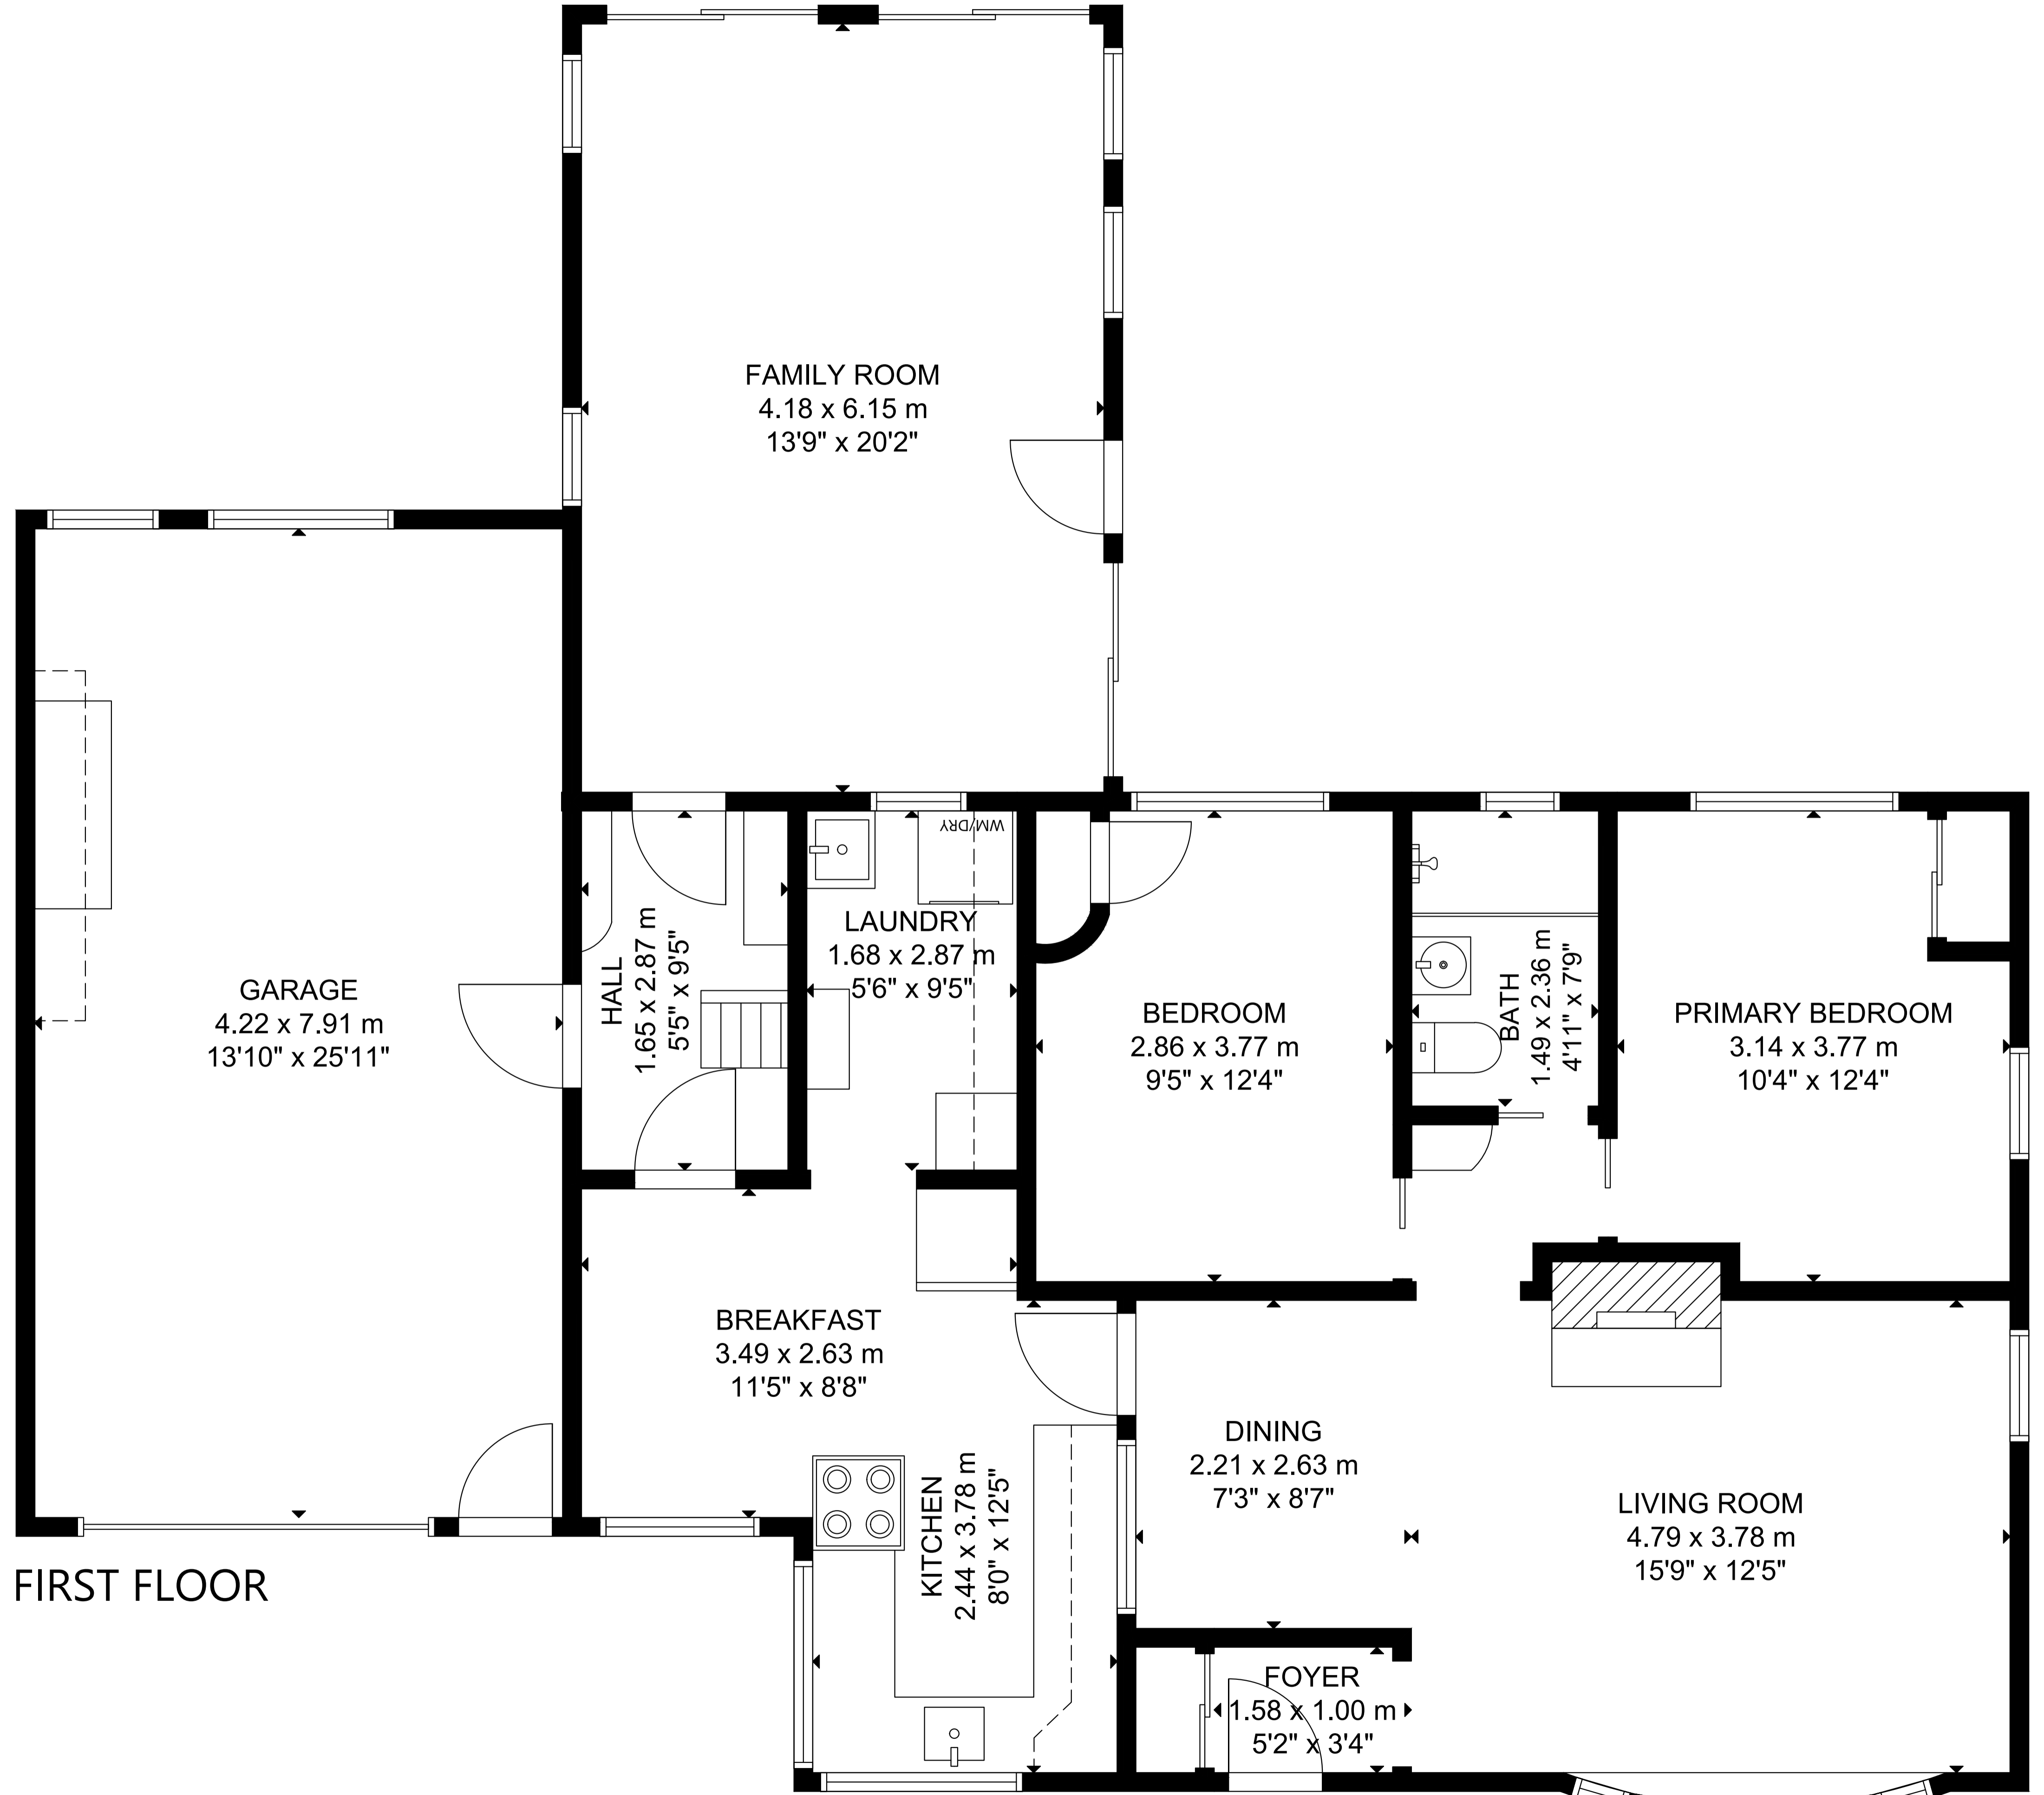 FAMILY ROOM
4.18 x 6.15 m
13'9" x 20'2"
GARAGE
4.22 x 7.91 m
13'10" x 25'11"
HALL
1.65 x 2.87 m
5'5" x 9'5"
WM/DRY
LAUNDRY
1.68 x 2.87 m
5'6" x 9'5"
BEDROOM
2.86 x 3.77 m
9'5" x 12'4"
BATH
1.49 x 2.36 m
4'11" x 7'9"
PRIMARY BEDROOM
3.14 x 3.77 m
10'4" x 12'4"
BREAKFAST
3.49 x 2.63 m
11'5" x 8'8"
KITCHEN
2.44 x 3.78 m
8'0" x 12'5"
DINING
2.21 x 2.63 m
7'3" x 8'7"
LIVING ROOM
4.79 x 3.78 m
15'9" x 12'5"
FOYER
1.58 x 1.00 m
5'2" x 3'4"
FIRST FLOOR